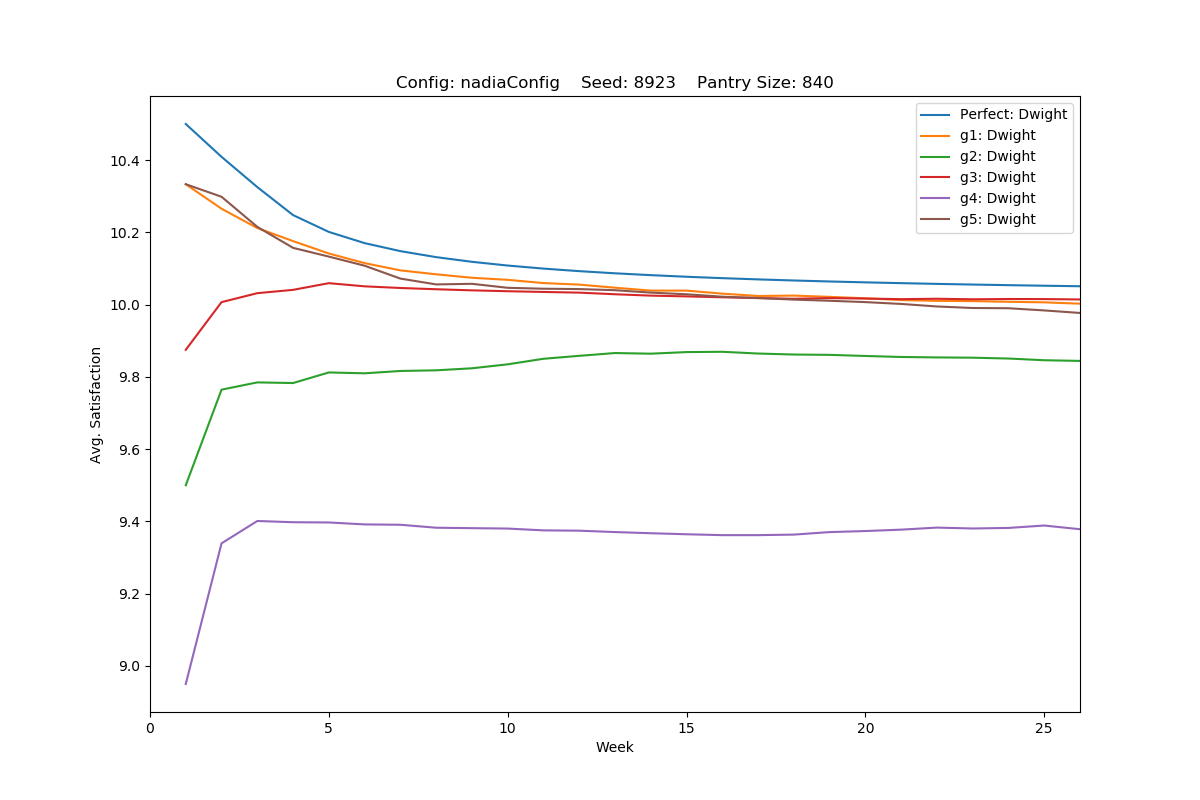 Config: nadiaConfig    Seed: 8923    Pantry Size: 840
Perfect: Dwight
g1: Dwight
g2: Dwight
g3: Dwight
g4: Dwight
g5: Dwight
Avg. Satisfaction
10.4
10.2
10.0
9.8
9.6
9.4
9.2
9.0
0 5 10 15 20 25
Week